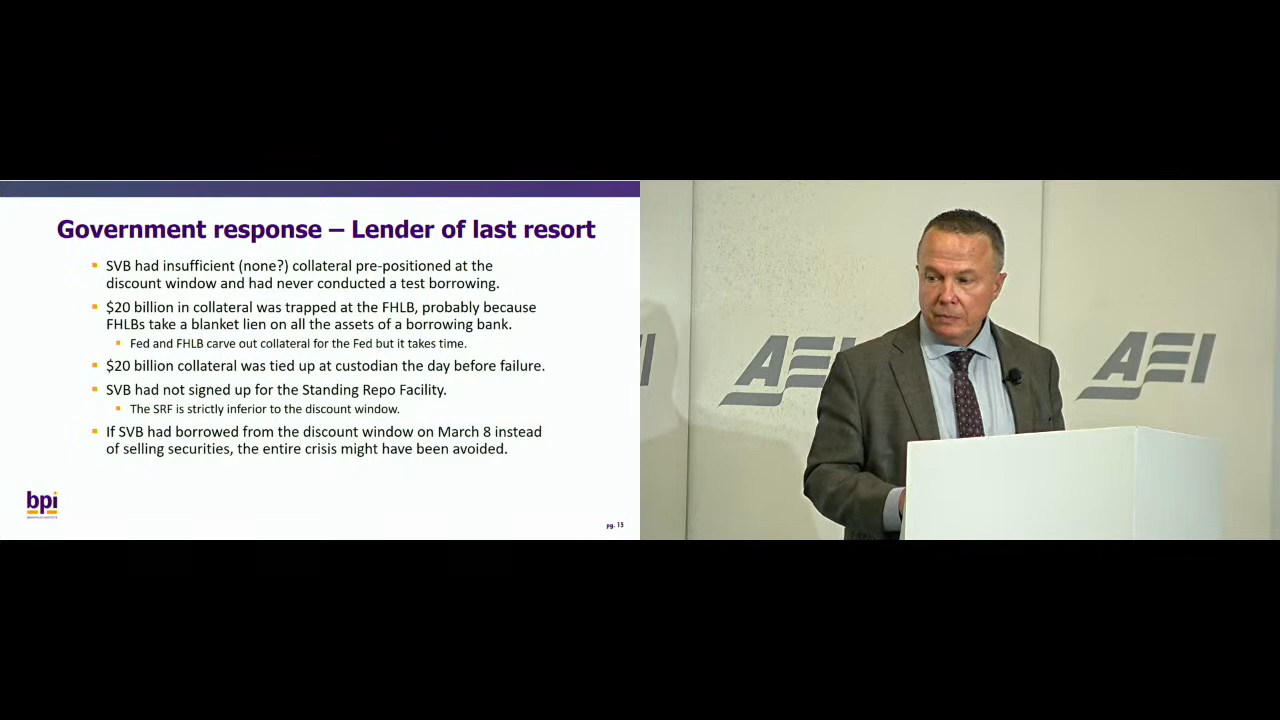 Government response – Lender of last resort
SVB had insufficient (none?) collateral pre-positioned at the
discount window and had never conducted a test borrowing.
$20 billion in collateral was trapped at the FHLB, probably because
FHLBs take a blanket lien on all the assets of a borrowing bank.
Fed and FHLB carve out collateral for the Fed but it takes time.
$20 billion collateral was tied up at custodian the day before failure.
SVB had not signed up for the Standing Repo Facility.
The SRF is strictly inferior to the discount window.
If SVB had borrowed from the discount window on March 8 instead
of selling securities, the entire crisis might have been avoided.
bpi
Pg- 15
AEI
AEI